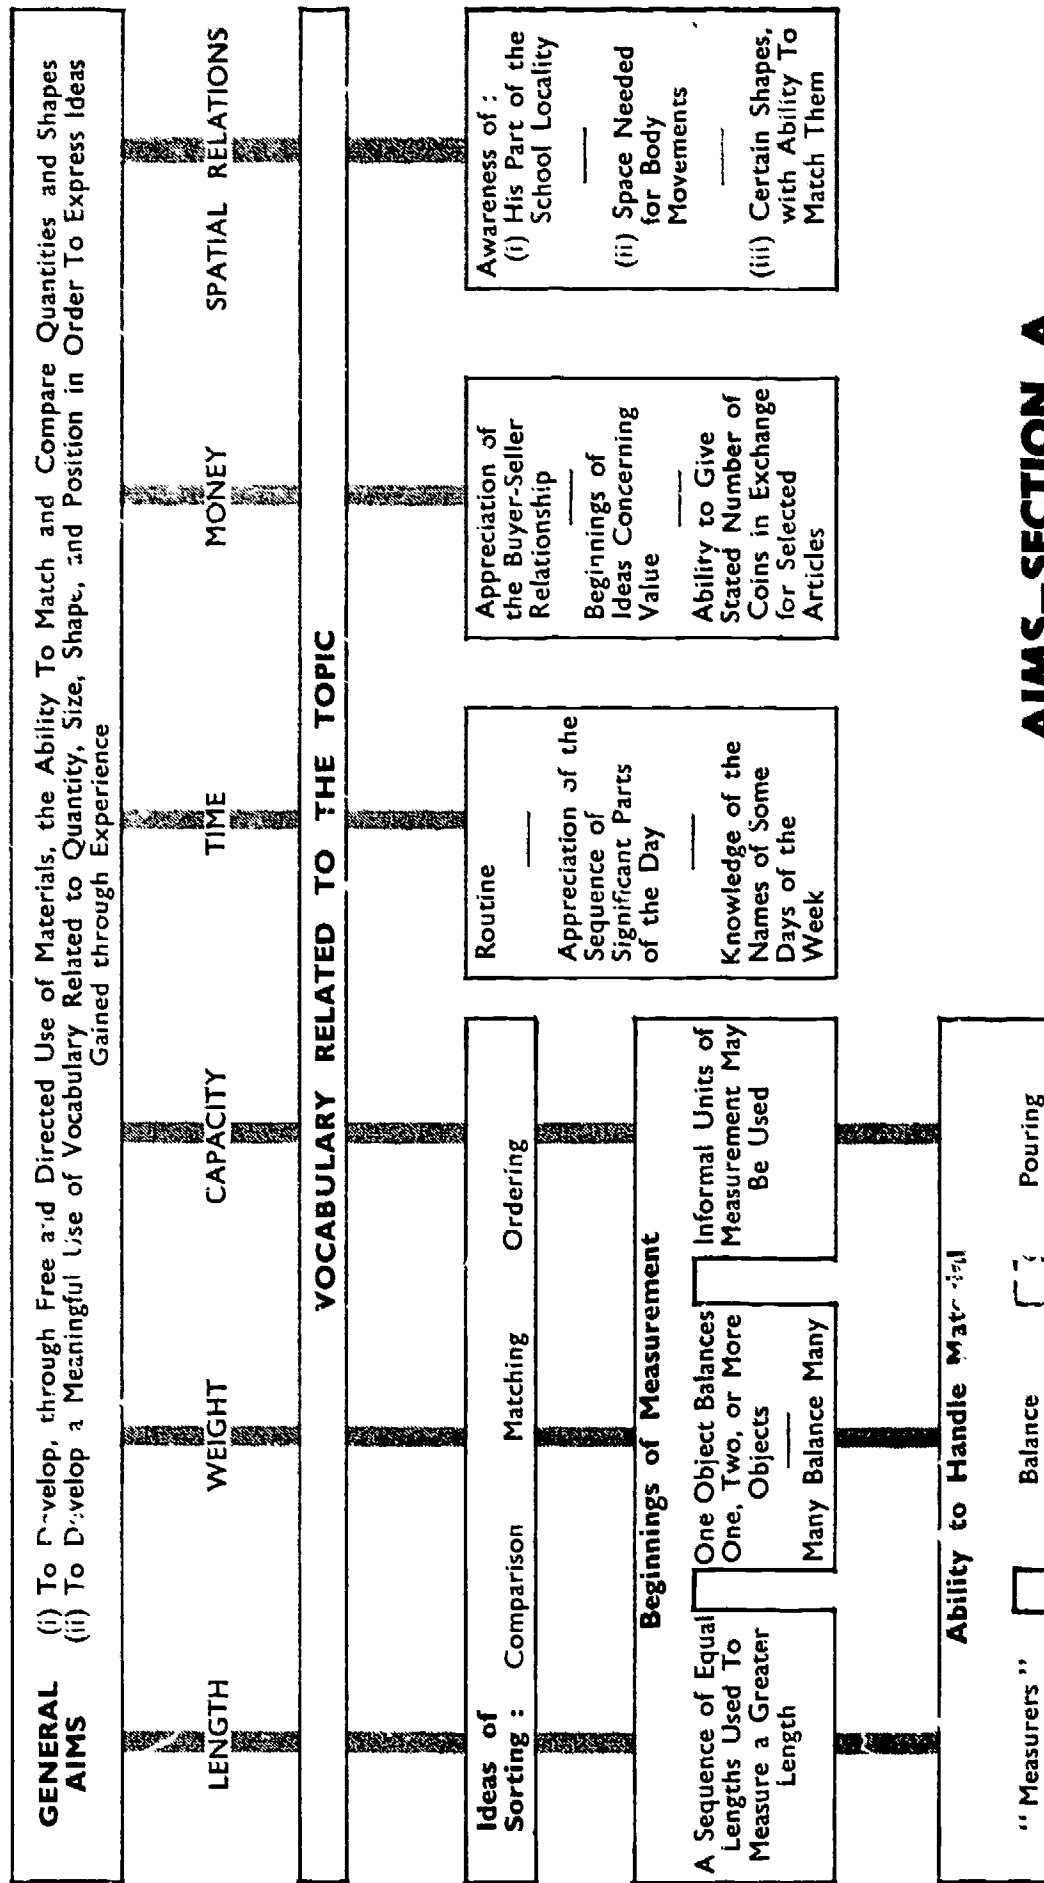 GENERAL AIMS
(i) To Develop, through Free and Directed Use of Materials, the Ability To Match and Compare Quantities and Shapes
(ii) To Develop a Meaningful Use of Vocabulary Related to Quantity, Size, Shape, and Position in Order To Express Ideas
Gained through Experience
LENGTH WEIGHT CAPACITY TIME MONEY SPATIAL RELATIONS
VOCABULARY RELATED TO THE TOPIC
Ideas of
Sorting : Comparison Matching Ordering
Beginnings of Measurement
A Sequence of Equal
Lengths Used To
Measure a Greater
Length
One Object Balances
One, Two, or More
Objects
Many Balance Many
Informal Units of
Measurement May
Be Used
Ability to Handle
"Measurers" Balance Pouring
Routine
Appreciation of the
Sequence of
Significant Parts
of the Day
Knowledge of the
Names of Some
Days of the
Week
Appreciation of
the Buyer-Seller
Relationship
Beginnings of
Ideas Concerning
Value
Ability to Give
Stated Number of
Coins in Exchange
for Selected
Articles
Awareness of :
(i) His Part of the
School Locality
(ii) Space Needed
for Body
Movements
(iii) Certain Shapes,
with Ability To
Match Them
AIMS—SECTION A